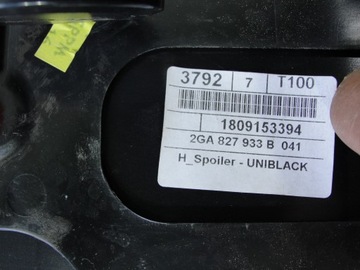 3792 7 T100
1809153394
2GA 827 933 B 041
H_Spoiler - UNIBLACK